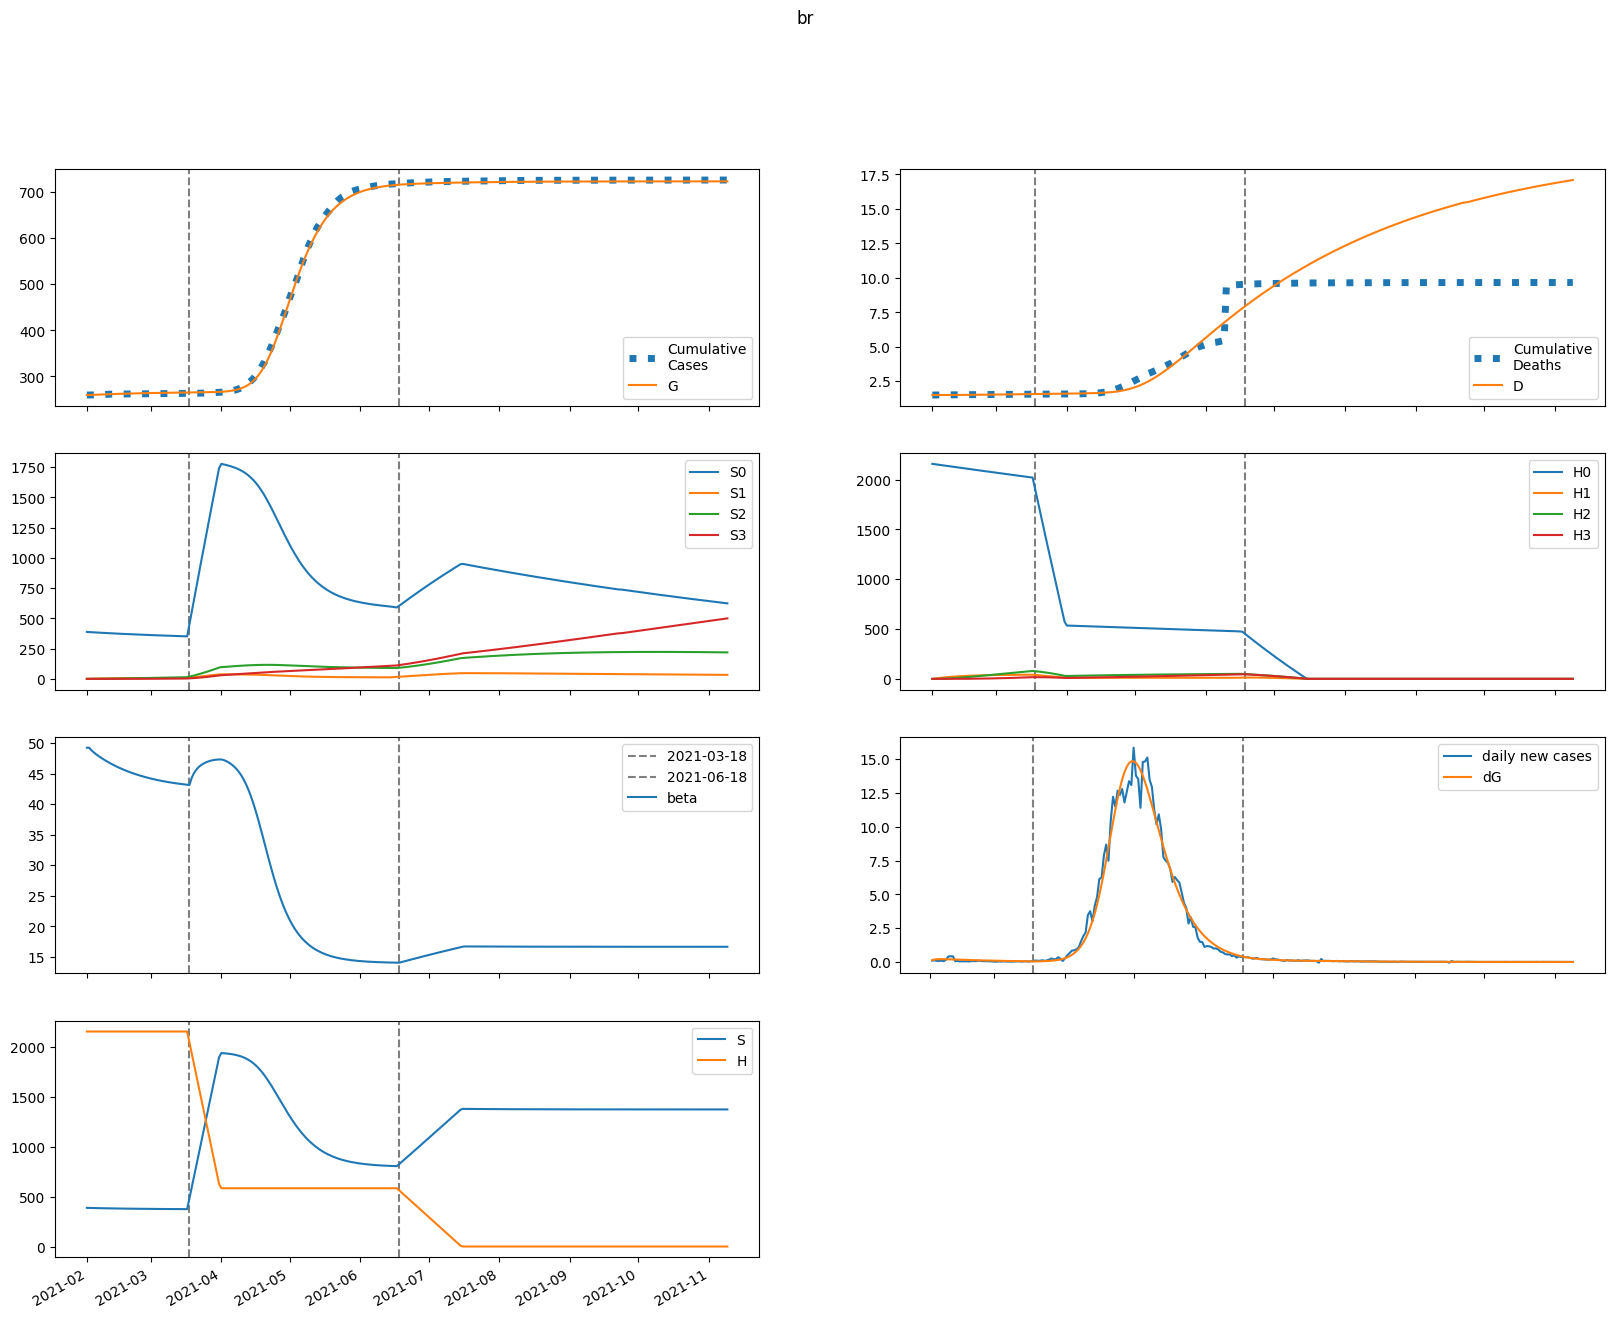 br
700
600
500
400
300
Cumulative
Cases
G
17.5
15.0
12.5
10.0
7.5
5.0
2.5
Cumulative
Deaths
D
1750
1500
1250
1000
750
500
250
0
S0
S1
S2
S3
2000
1500
1000
500
0
H0
H1
H2
H3
50
45
40
35
30
25
20
15
2021-03-18
2021-06-18
beta
15.0
12.5
10.0
7.5
5.0
2.5
0.0
daily new cases
dG
2000
1500
1000
500
0
S
H
2021-02
2021-03
2021-04
2021-05
2021-06
2021-07
2021-08
2021-09
2021-10
2021-11